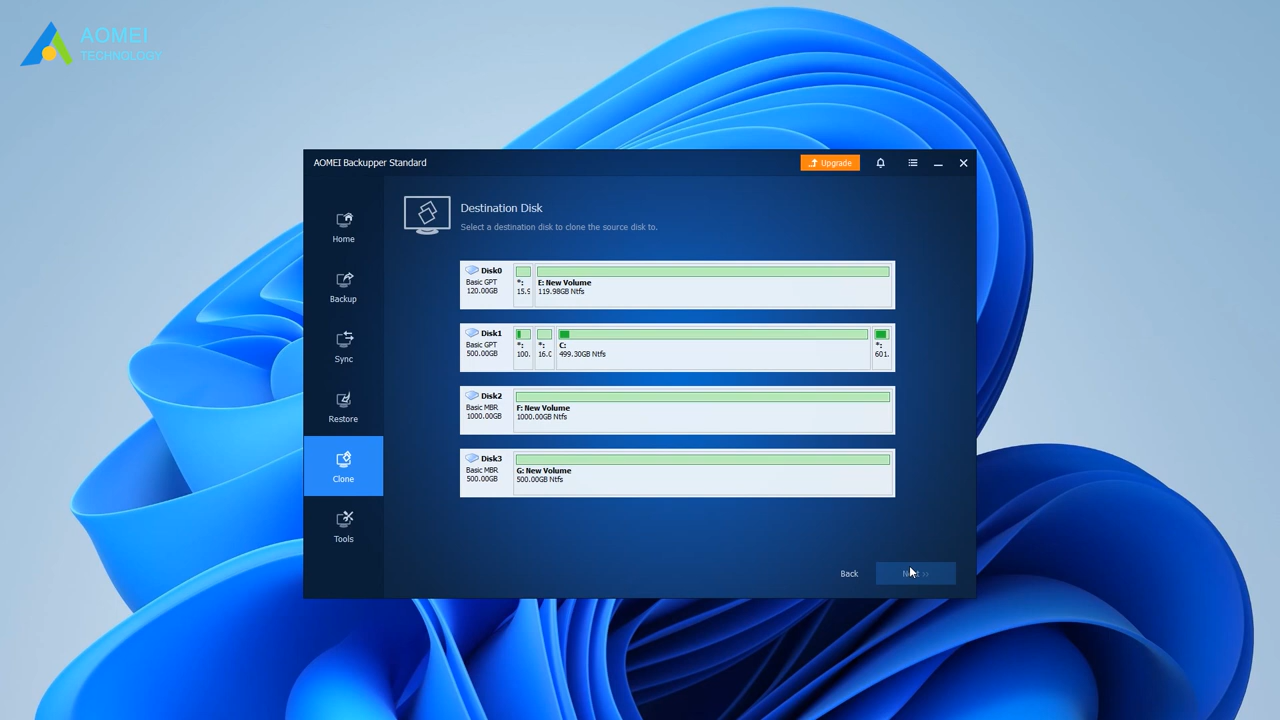 AOMEI
TECHNOLOGY
AOMEI Backupper Standard
Upgrade
Home
Backup
Sync
Restore
Clone
Tools
Destination Disk
Select a destination disk to clone the source disk to.
Disk0
Basic GPT
120.00GB
*:
15.9
E: New Volume
119.98GB Ntfs
Disk1
Basic GPT
500.00GB
*:
100.
*:
16.0
C:
499.30GB Ntfs
*:
601.
Disk2
Basic MBR
1000.00GB
F: New Volume
1000.00GB Ntfs
Disk3
Basic MBR
500.00GB
G: New Volume
500.00GB Ntfs
Back
Next >>